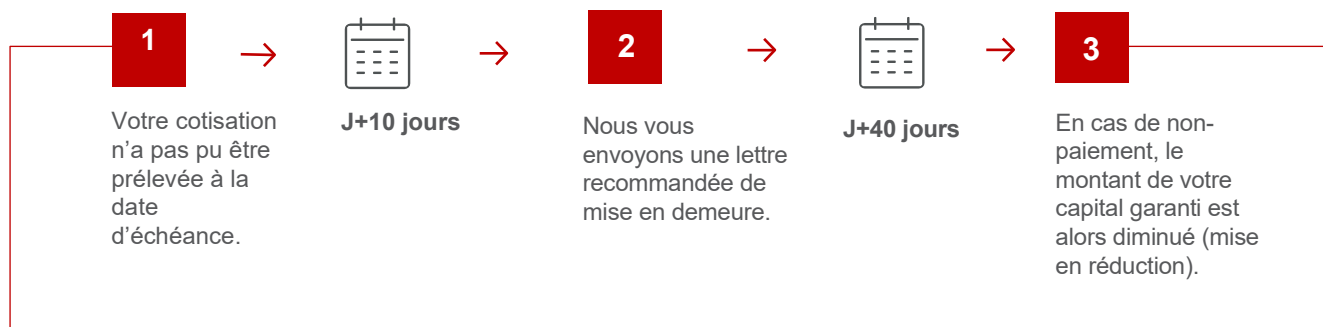 1
Votre cotisation
n’a pas pu être
prélevée à la
date
d’échéance.
J+10 jours
2
Nous vous
envoyons une lettre
recommandée de
mise en demeure.
J+40 jours
3
En cas de non-
paiement, le
montant de votre
capital garanti est
alors diminué (mise
en réduction).